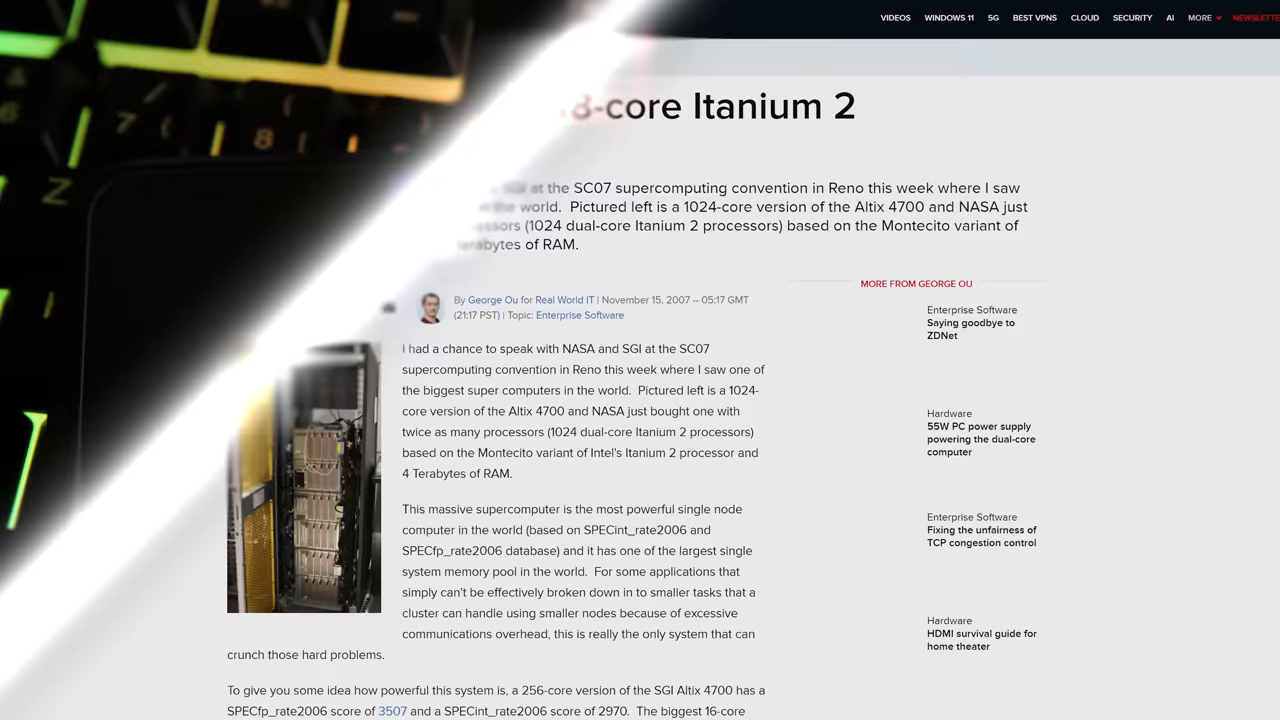 VIDEOS WINDOWS 11 5G BEST VPNS CLOUD SECURITY AI MORE
-core Itanium 2
SGI at the SC07 supercomputing convention in Reno this week where I saw
the world. Pictured left is a 1024-core version of the Altix 4700 and NASA just
(1024 dual-core Itanium 2 processors) based on the Montecito variant of
of RAM.
By George Ou for Real World IT | November 15, 2007 -- 05:17 GMT
(21:17 PST) | Topic: Enterprise Software
I had a chance to speak with NASA and SGI at the SC07
supercomputing convention in Reno this week where I saw one of
the biggest super computers in the world. Pictured left is a 1024-
core version of the Altix 4700 and NASA just bought one with
twice as many processors (1024 dual-core Itanium 2 processors)
based on the Montecito variant of Intel's Itanium 2 processor and
4 Terabytes of RAM.
This massive supercomputer is the most powerful single node
computer in the world (based on SPECint_rate2006 and
SPECfp_rate2006 database) and it has one of the largest single
system memory pool in the world. For some applications that
simply can't be effectively broken down in to smaller tasks that a
cluster can handle using smaller nodes because of excessive
communications overhead, this is really the only system that can
crunch those hard problems.
To give you some idea how powerful this system is, a 256-core version of the SGI Altix 4700 has a
SPECfp_rate2006 score of 3507 and a SPECint_rate2006 score of 2970. The biggest 16-core
MORE FROM GEORGE OU
Enterprise Software
Saying goodbye to
ZDNet
Hardware
55W PC power supply
powering the dual-core
computer
Enterprise Software
Fixing the unfairness of
TCP congestion control
Hardware
HDMI survival guide for
home theater
6
7
8
(
Z